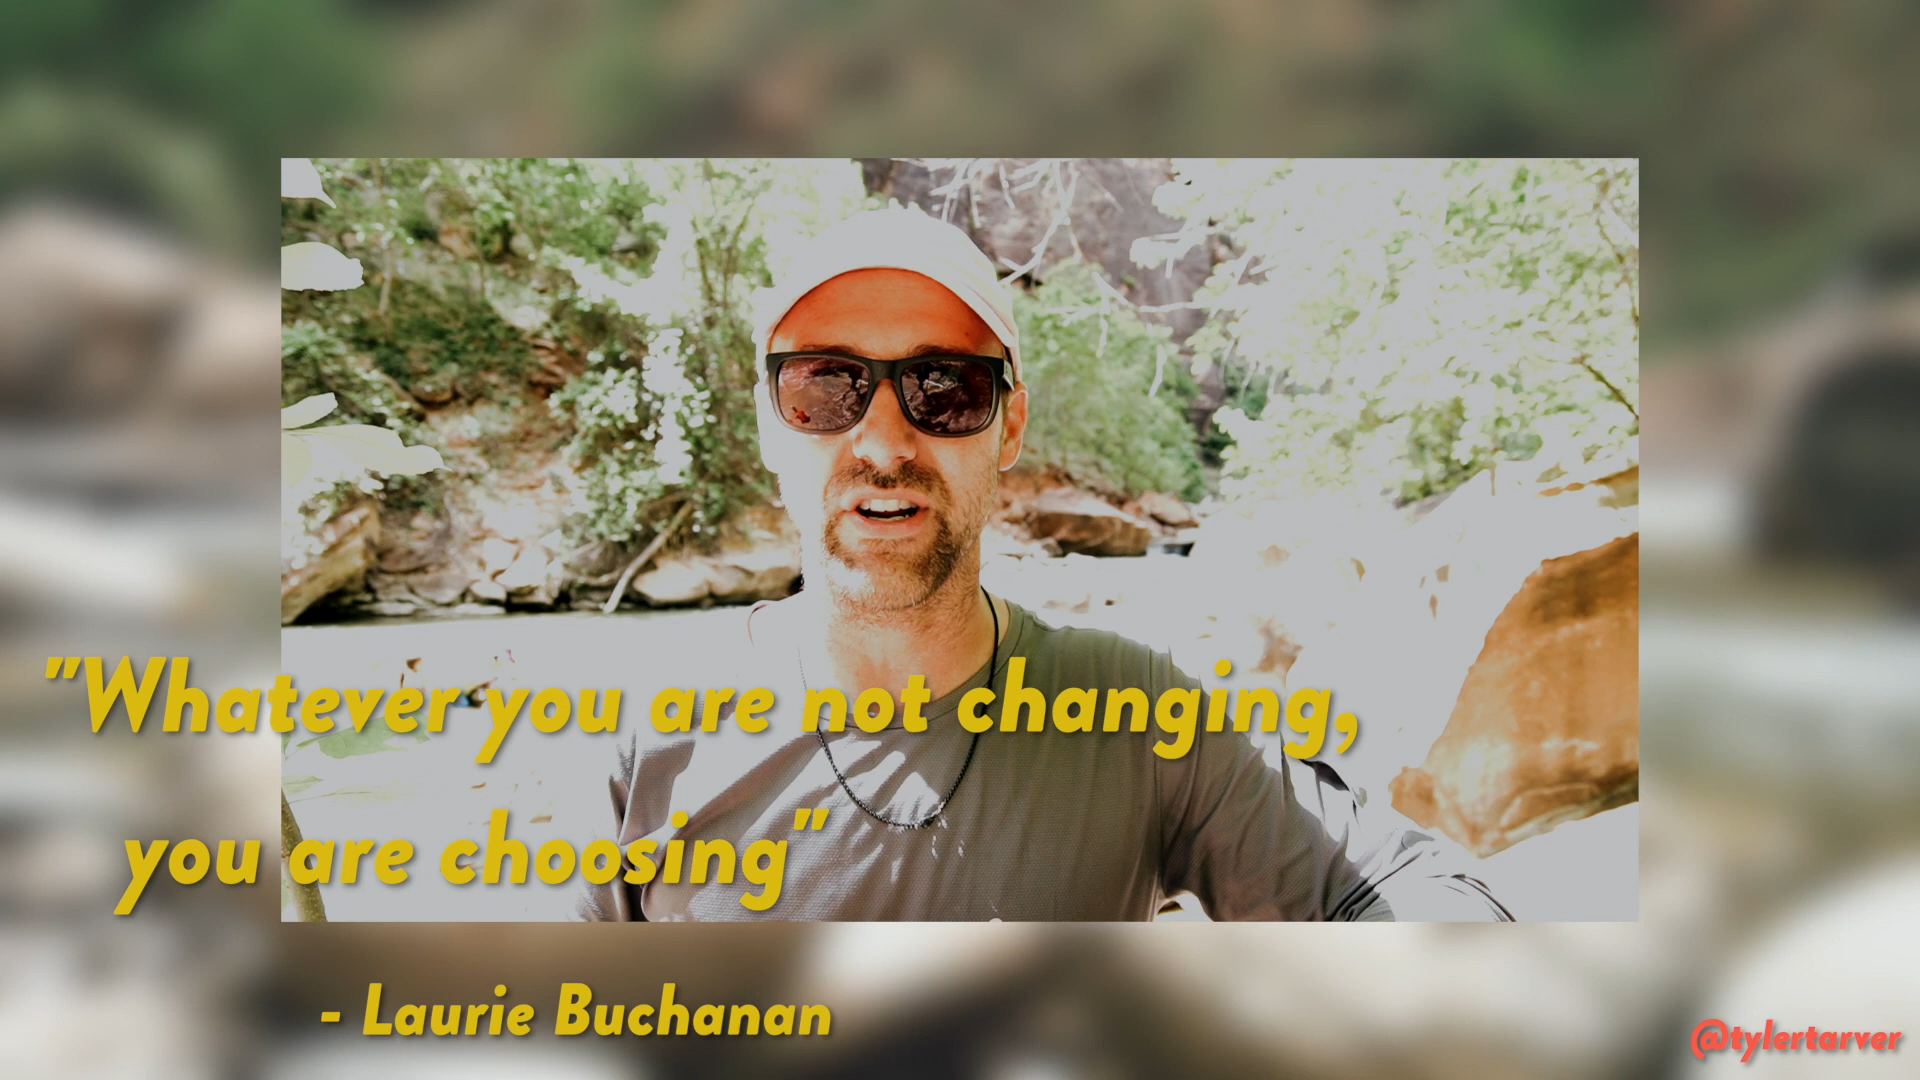 "Whatever you are not changing,
you are choosing"
- Laurie Buchanan
@tylertarver